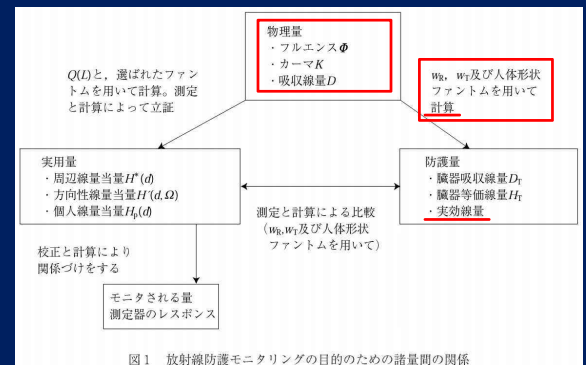 物理量
・フルエンスΦ
・カーマK
・吸収線量D
Q(L)と，選ばれたファン
トムを用いて計算。測定
と計算によって立証
wR，wT及び人体形状
ファントムを用いて
計算
実用量
・周辺線量当量H*(d)
・方向性線量当量H'(d, Ω)
・個人線量当量Hp(d)
防護量
・臓器吸収線量DT
・臓器等価線量HT
・実効線量
測定と計算による比較
(wR,wT及び人体形状
ファントムを用いて)
校正と計算により
関係づけをする
モニタされる量
測定器のレスポンス
図1 放射線防護モニタリングの目的のための諸量間の関係